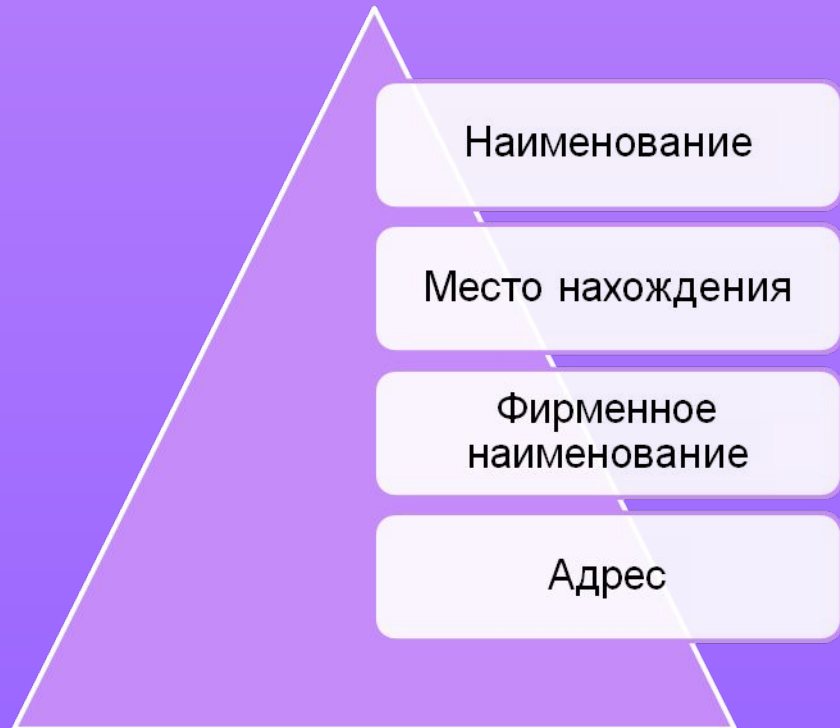 Наименование
Место нахождения
Фирменное
наименование
Адрес